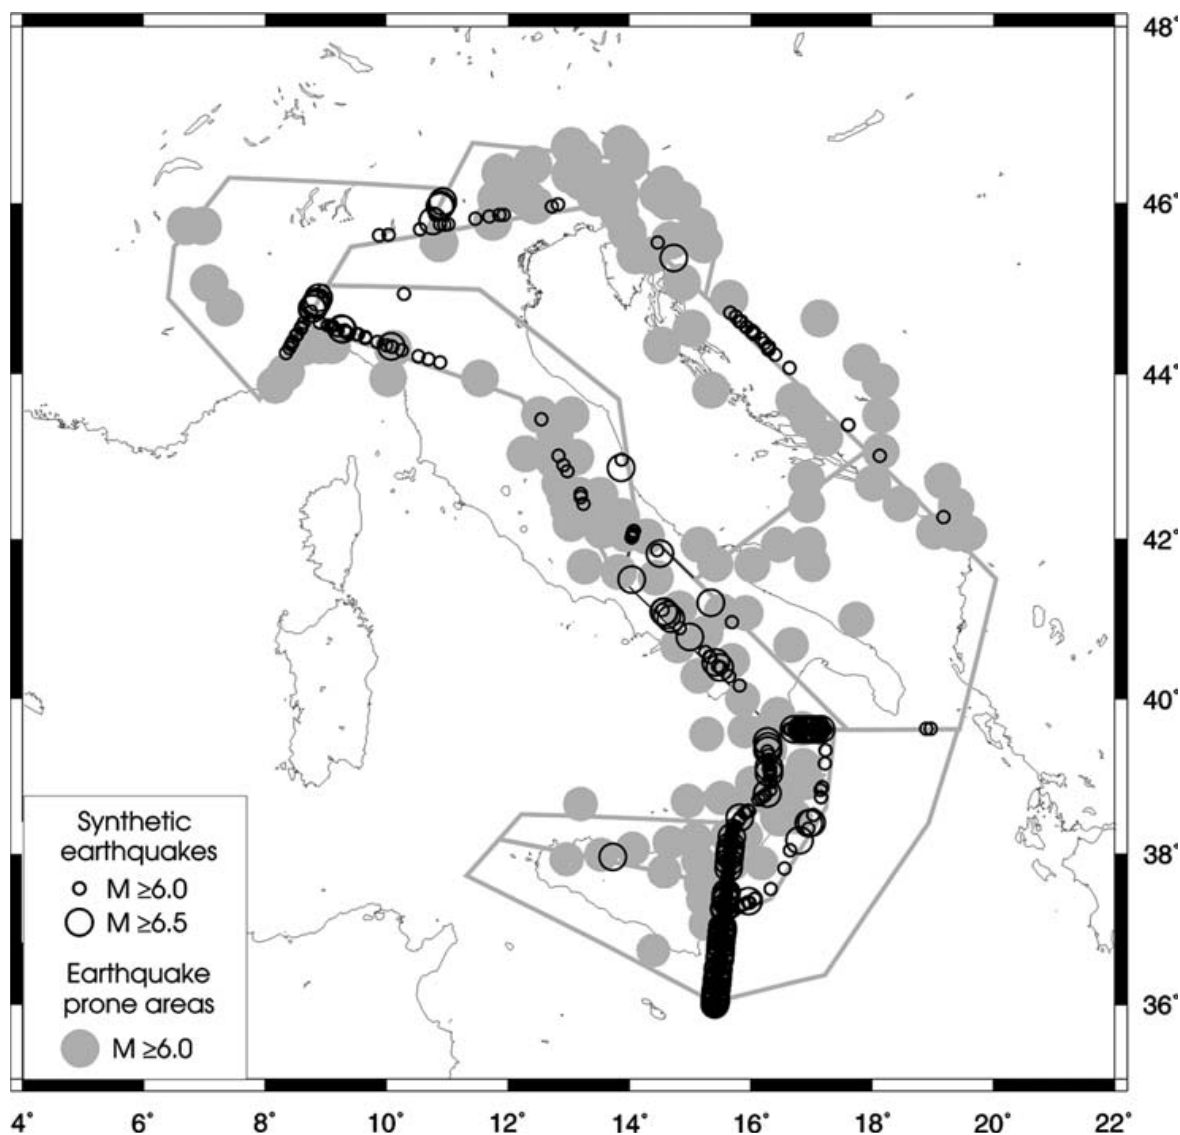 48°
46°
44°
42°
40°
38°
36°
Synthetic
earthquakes
M ≥6.0
M ≥6.5
Earthquake
prone areas
M ≥6.0
4° 6° 8° 10° 12° 14° 16° 18° 20° 22°